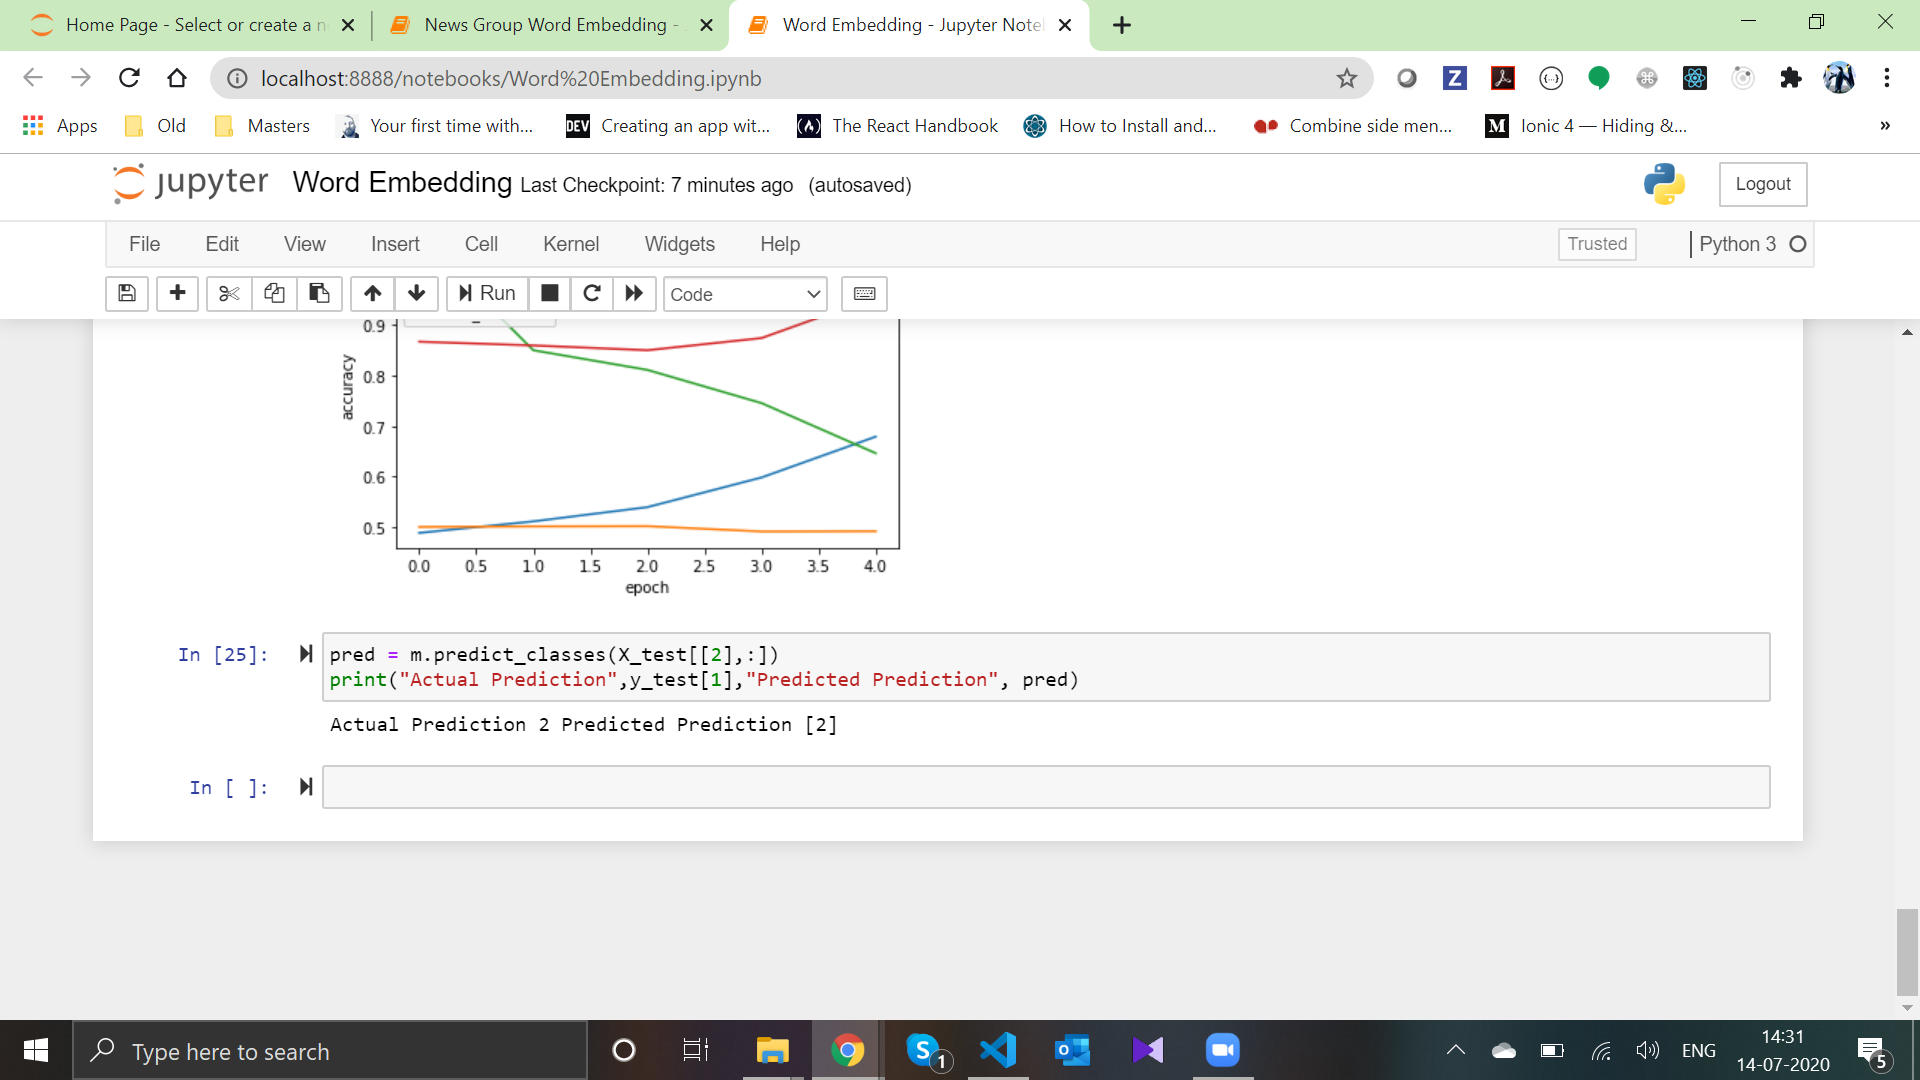 Home Page - Select or create a n
News Group Word Embedding -
Word Embedding - Jupyter Note
localhost:8888/notebooks/Word%20Embedding.ipynb
Apps
Old
Masters
Your first time with...
DEV
Creating an app wit...
The React Handbook
How to Install and...
Combine side men...
M
Ionic 4 — Hiding &...
»
jupyter
Word Embedding Last Checkpoint: 7 minutes ago (autosaved)
Logout
File
Edit
View
Insert
Cell
Kernel
Widgets
Help
Trusted
Python 3
Run
Code
accuracy
0.9
0.8
0.7
0.6
0.5
0.0 0.5 1.0 1.5 2.0 2.5 3.0 3.5 4.0
epoch
In [25]:
pred = m.predict_classes(X_test[[2],:])
print("Actual Prediction",y_test[1],"Predicted Prediction", pred)
Actual Prediction 2 Predicted Prediction [2]
In [ ]:
Type here to search
S
1
ENG
14:31
14-07-2020
5